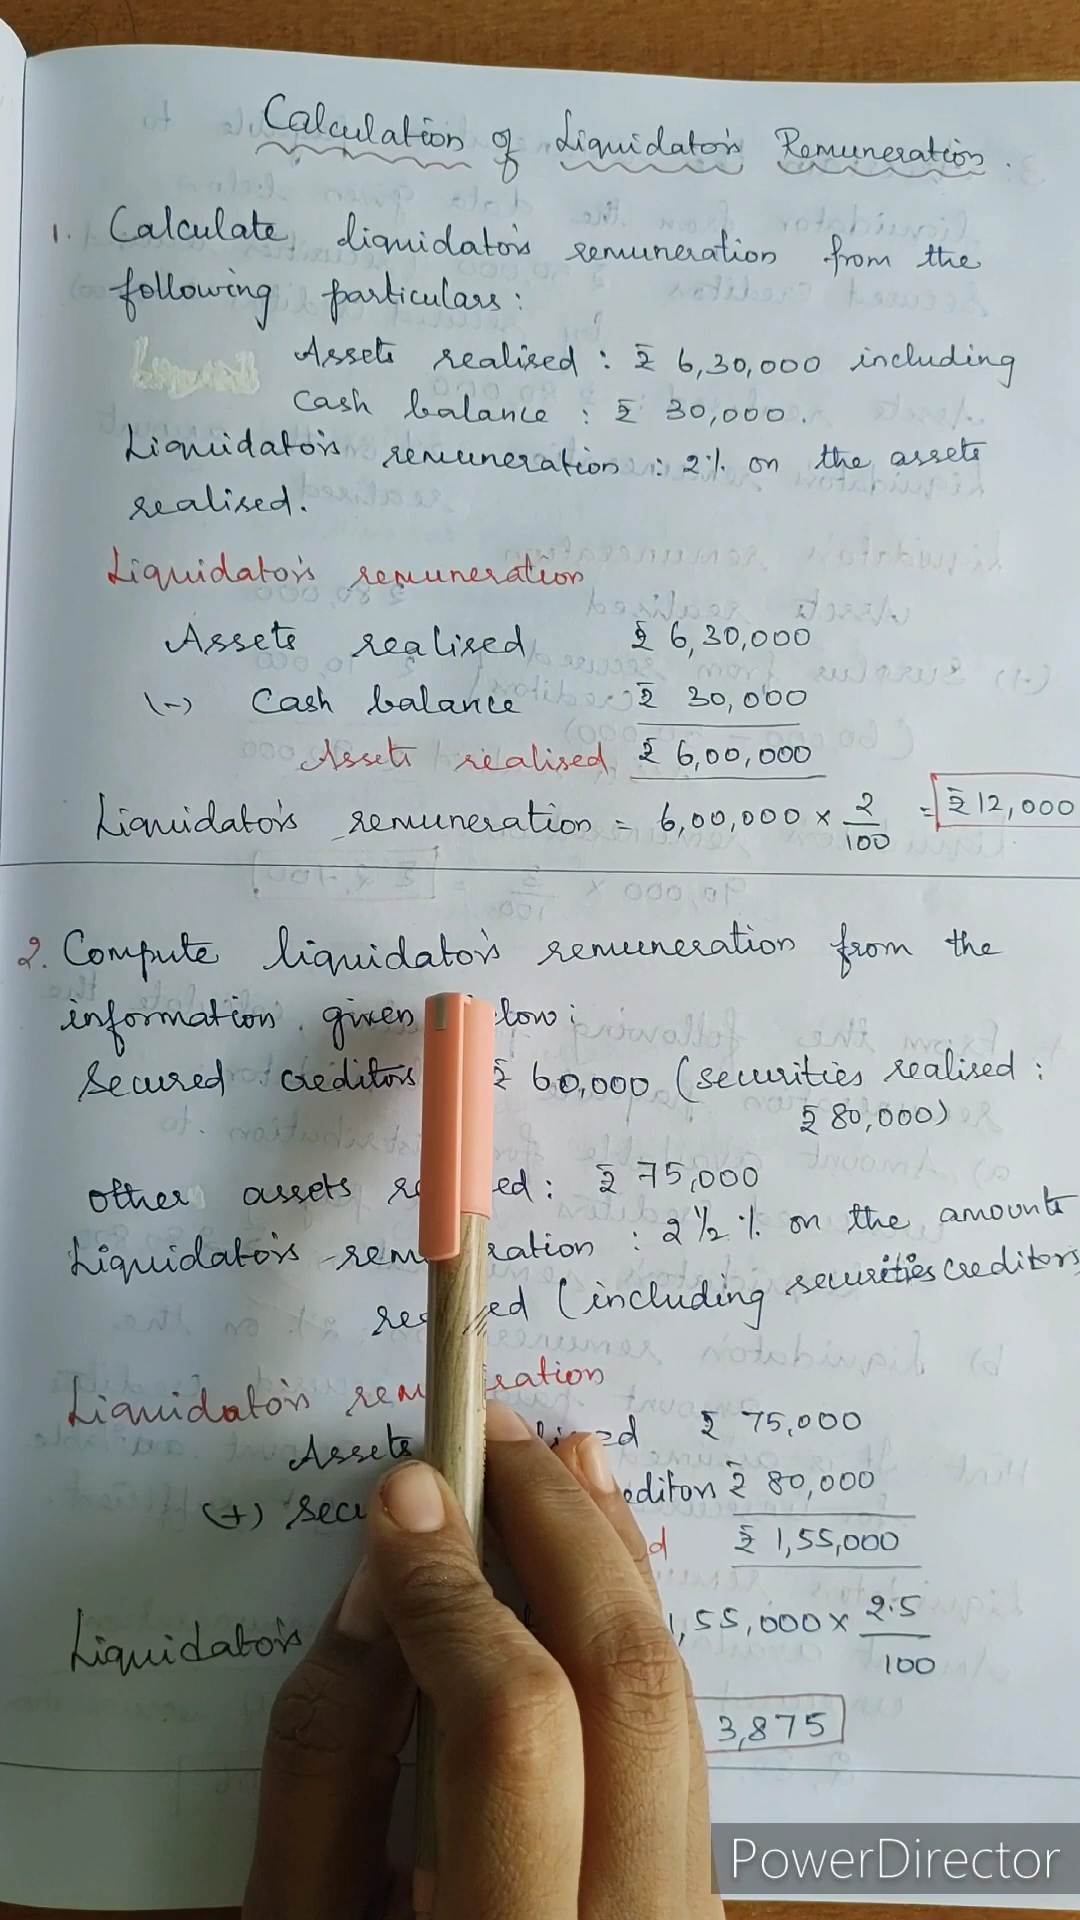 Calculation of Liquidator's Remuneration.
1. Calculate liquidator's remuneration from the
following particulars:
Assets realised : ₹ 6,30,000 including
Cash balance : ₹ 30,000.
Liquidator's remuneration : 2% on the assets
realised.
Liquidator's remuneration
Assets realised ₹ 6,30,000
(-) Cash balance ₹ 30,000
Assets realised ₹ 6,00,000
Liquidator's remuneration = 6,00,000 × 2/100 = ₹ 12,000
2. Compute liquidator's remuneration from the
information given low:
Secured creditors ₹ 60,000 (securities realised :
₹ 80,000)
other assets ed : ₹ 75,000
Liquidator's rem ration : 2½ % on the amounts
ed (including securities creditors
Liquidator's rem ration
Assets ₹ 75,000
(+) Secu editors ₹ 80,000
d ₹ 1,55,000
Liquidator's 1,55,000 × 2.5/100
3,875
PowerDirector